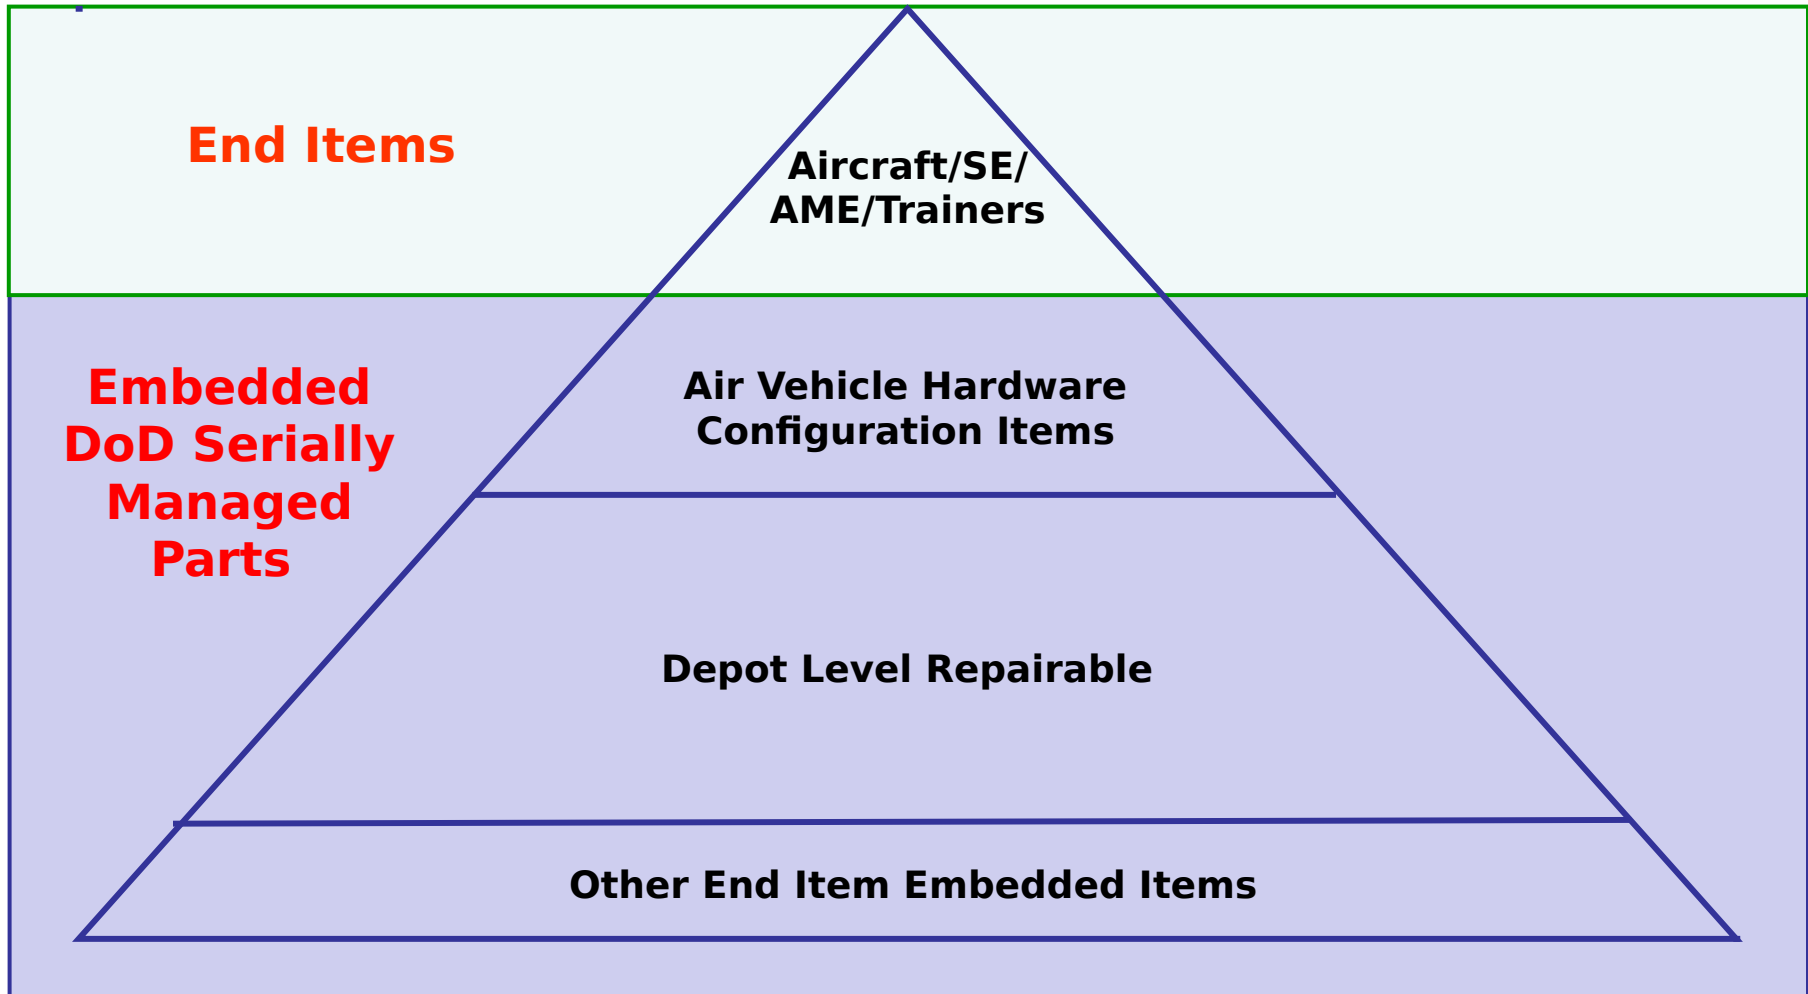 End Items
Aircraft/SE/
AME/Trainers
Embedded
DoD Serially
Managed
Parts
Air Vehicle Hardware
Configuration Items
Depot Level Repairable
Other End Item Embedded Items